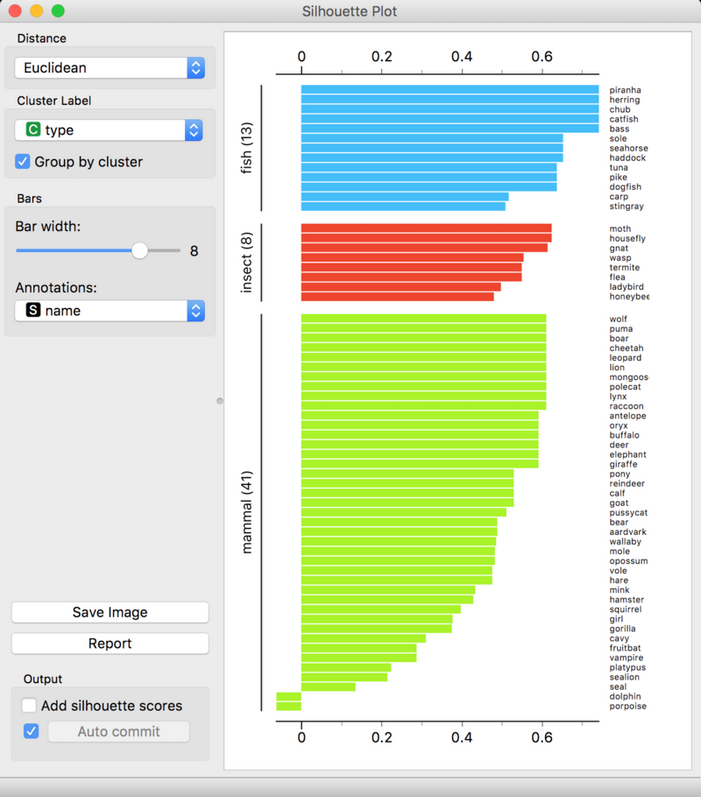 Silhouette Plot
Distance
Euclidean
Cluster Label
C type
Group by cluster
Bars
Bar width:
8
Annotations:
S name
Save Image
Report
Output
Add silhouette scores
Auto commit
0 0.2 0.4 0.6
fish (13)
piranha
herring
chub
catfish
bass
sole
seahorse
haddock
tuna
pike
dogfish
carp
stingray
insect (8)
moth
housefly
gnat
wasp
termite
flea
ladybird
honeybee
mammal (41)
wolf
puma
boar
cheetah
leopard
lion
mongoos
polecat
lynx
raccoon
antelope
oryx
buffalo
deer
elephant
giraffe
pony
reindeer
calf
goat
pussycat
bear
aardvark
wallaby
mole
opossum
vole
hare
mink
hamster
squirrel
girl
gorilla
cavy
fruitbat
vampire
platypus
sealion
seal
dolphin
porpoise
0 0.2 0.4 0.6